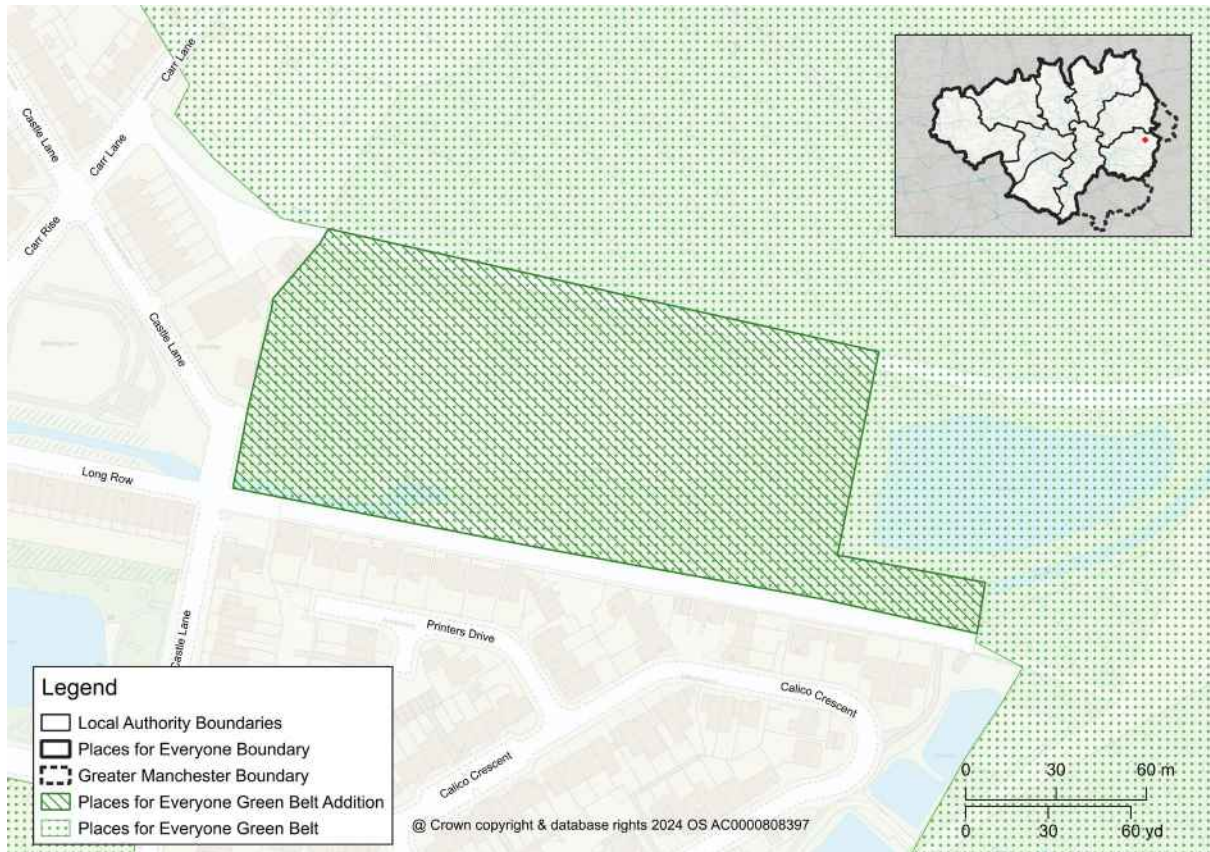 Carr Lane
Castle Lane
Carr Lane
Carr Rise
Castle Lane
Long Row
Castle Lane
Printers Drive
Calico Crescent
Calico Crescent
Legend
Local Authority Boundaries
Places for Everyone Boundary
Greater Manchester Boundary
Places for Everyone Green Belt Addition
Places for Everyone Green Belt
@ Crown copyright & database rights 2024 OS AC0000808397
0 30 60 m
0 30 60 yd